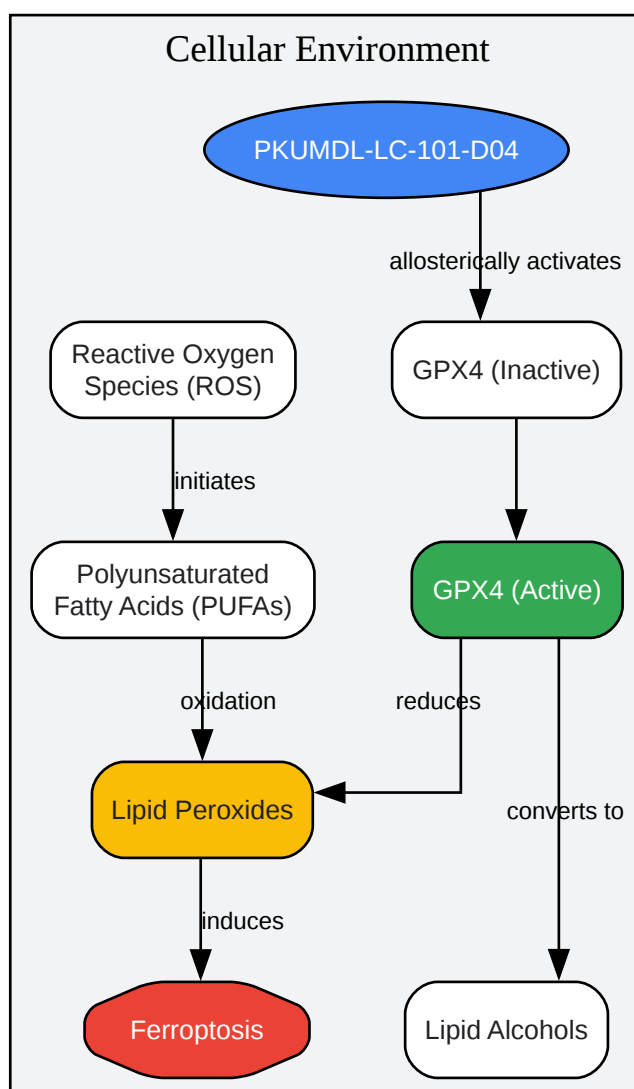 Cellular Environment
PKUMDL-LC-101-D04
allosterically activates
Reactive Oxygen
Species (ROS)
GPX4 (Inactive)
initiates
Polyunsaturated
Fatty Acids (PUFAs)
GPX4 (Active)
oxidation
reduces
Lipid Peroxides
converts to
induces
Ferroptosis
Lipid Alcohols